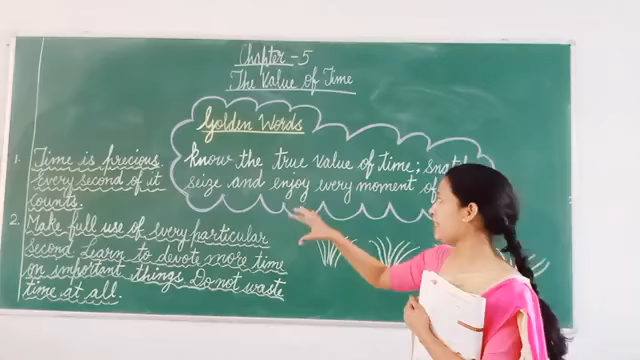 Chapter - 5
The Value of Time
Golden Words
Know the true value of time; snatch
seize and enjoy every moment of
1. Time is precious.
Every second of it
counts.
2. Make full use of every particular
second. Learn to devote more time
on important things. Do not waste
time at all.